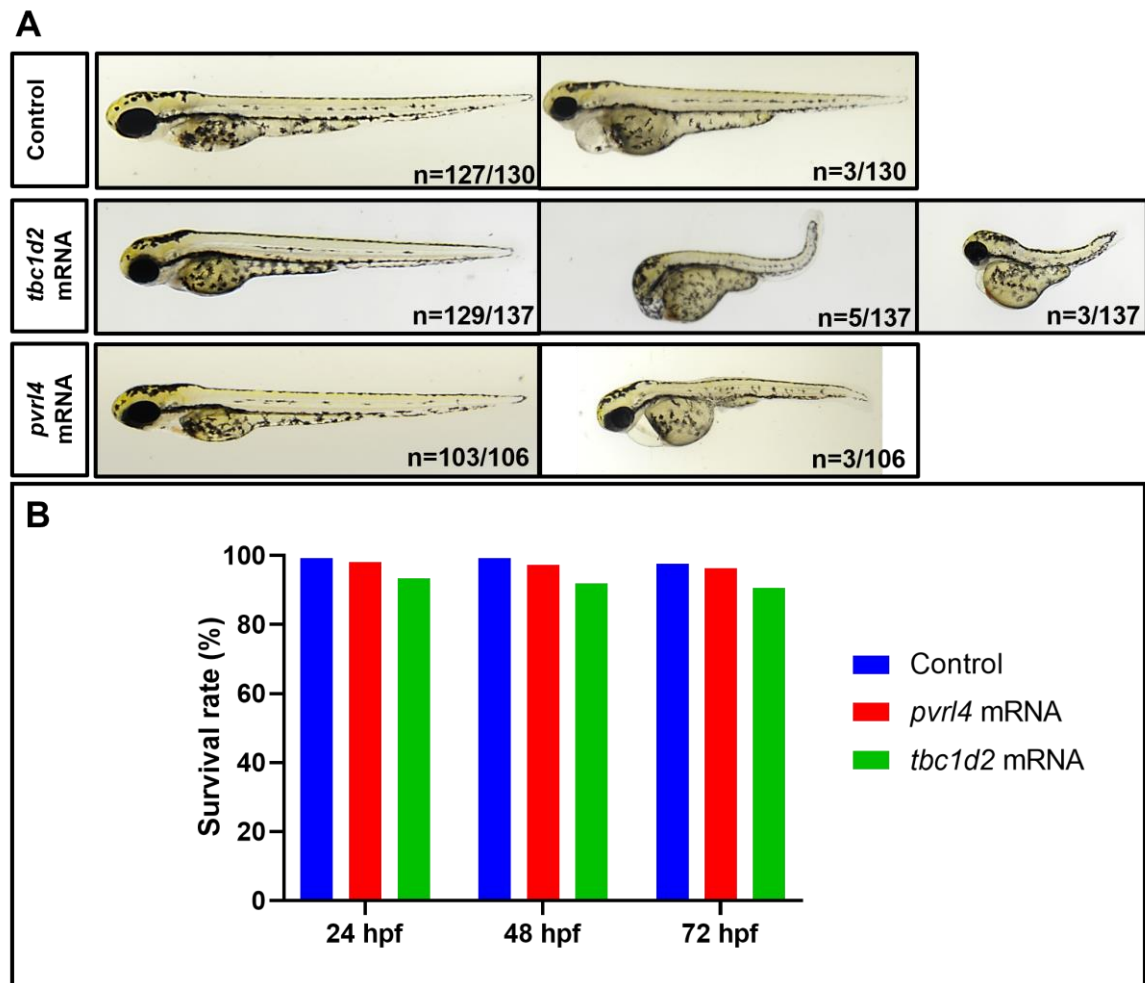 A
Control
n=127/130
n=3/130
tbc1d2
mRNA
n=129/137
n=5/137
n=3/137
pvrl4
mRNA
n=103/106
n=3/106
B
Survival rate (%)
100
80
60
40
20
0
24 hpf
48 hpf
72 hpf
Control
pvrl4 mRNA
tbc1d2 mRNA